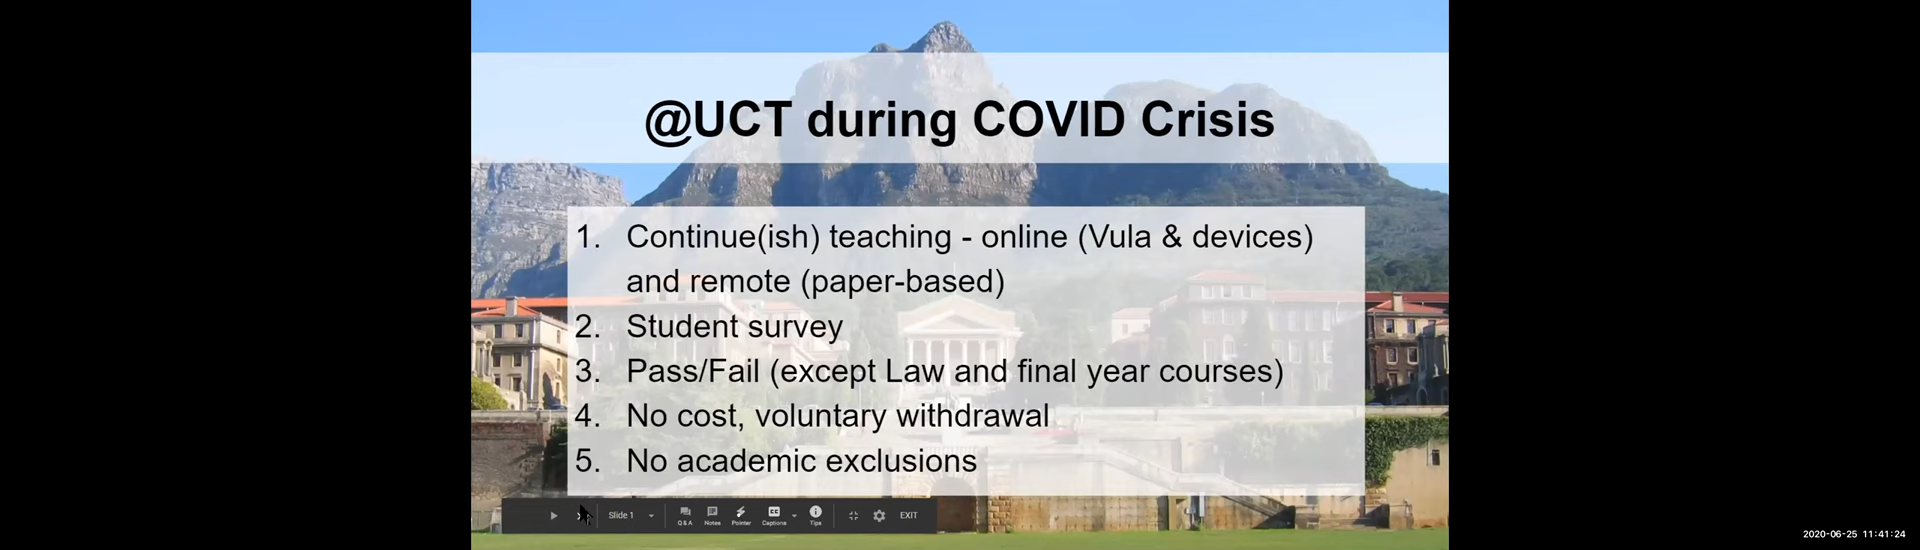 @UCT during COVID Crisis
1. Continue(ish) teaching - online (Vula & devices)
and remote (paper-based)
2. Student survey
3. Pass/Fail (except Law and final year courses)
4. No cost, voluntary withdrawal
5. No academic exclusions
Slide 1 Q&A Notes Pointer Captions Tips EXIT
2020-06-25 11:41:24